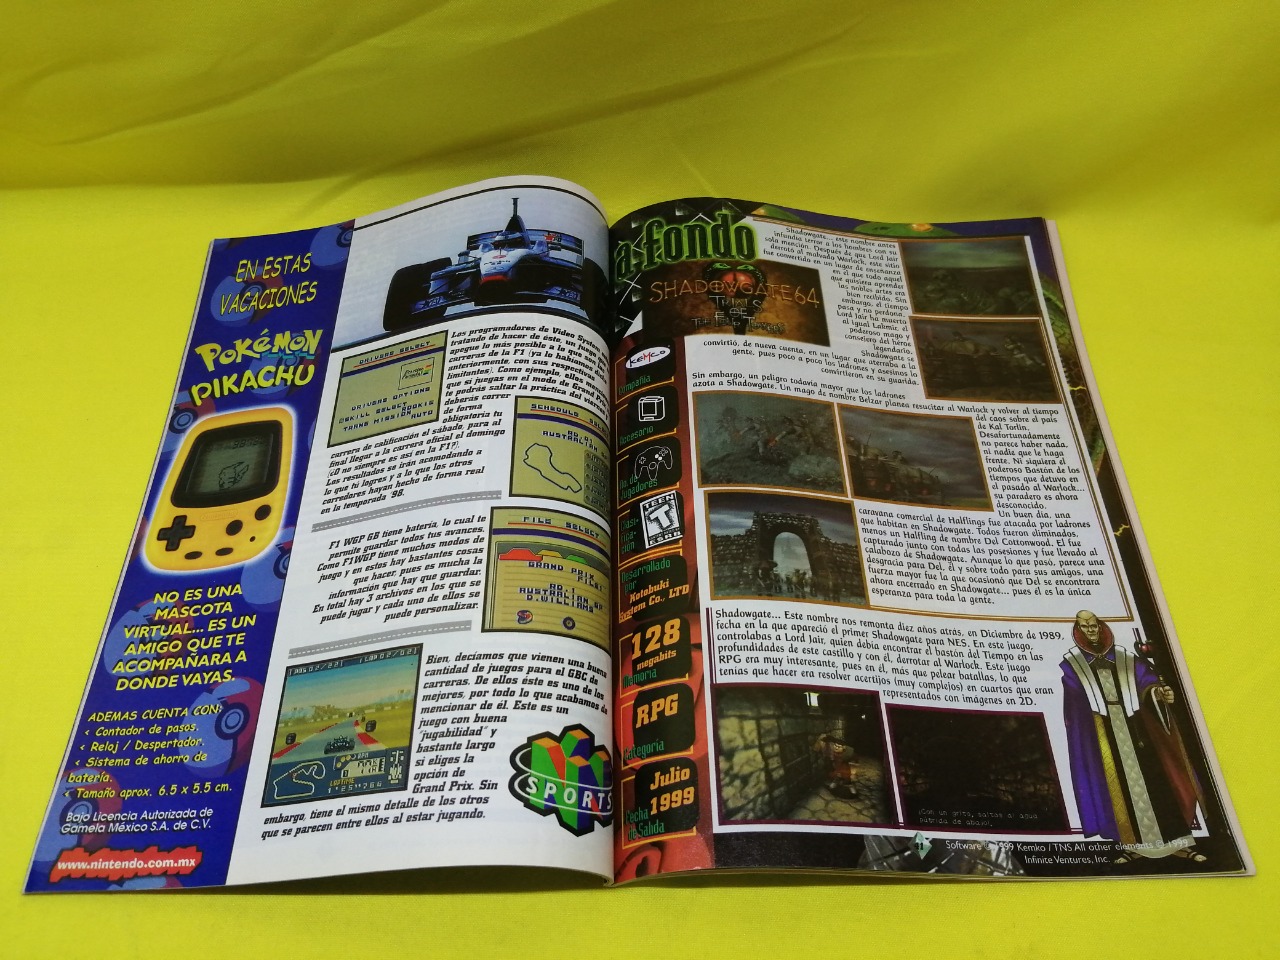 EN ESTAS
VACACIONES
POKÉMON
PIKACHU
NO ES UNA
MASCOTA
VIRTUAL... ES UN
AMIGO QUE TE
ACOMPAÑARA A
DONDE VAYAS.
ADEMAS CUENTA CON:
< Contador de pasos.
< Reloj / Despertador.
< Sistema de ahorro de
batería.
< Tamaño aprox. 6.5 x 5.5 cm.
Bajo Licencia Autorizada de
Gamela México S.A. de C.V.
www.nintendo.com.mx
Los programadores de Video System
tratando de hacer de éste, un juego que
apegue lo más posible a lo que son las
carreras de la F1 (ya lo habíamos
anteriormente, con sus respectivas
limitantes). Como ejemplo, ellos
que si juegas en el modo de Grand Prix
te podrás saltar la práctica del viernes
deberás correr
de forma
obligatoria tu
carrera de calificación el sábado, para al
final llegar a la carrera oficial el domingo
(¿O no siempre es así en la F1?).
Los resultados se irán acomodando a
lo que tú logres y a lo que los otros
corredores hayan hecho de forma real
en la temporada '98.
DRIVERS SELECT
DRIVERS OPTIONS
SKILL SELECT ROOKIE
TRANS MISSION AUTO
SCHEDULE SELECT
RD.01
AUSTRALIAN
F1 WGP GB tiene batería, lo cual te
permite guardar todos tus avances.
Como F1WGP tiene muchos modos de
juego y en estos hay bastantes cosas
que hacer, pues es mucha la
información que hay que guardar.
En total hay 3 archivos en los que se
puede jugar y cada uno de ellos se
puede personalizar.
FILE SELECT
GRAND PRIX
FILE:
RD.
AUSTRALIAN GP
D.WILLIAMS
Bien, decíamos que vienen una buena
cantidad de juegos para el GBC de
carreras. De ellos éste es uno de los
mejores, por todo lo que acabamos de
mencionar de él. Este es un
juego con buena
"jugabilidad" y
bastante largo
si eliges la
opción de
Grand Prix. Sin
embargo, tiene el mismo detalle de los otros
que se parecen entre ellos al estar jugando.
POS02/22
LAP02/02
LAPTIME
SPORTS
a fondo
SHADOWGATE 64
TRIALS
OF
THE FOUR TOWERS
KEMCO
Compañía
Accesorio
No. de
Jugadores
TEEN
T
ESRB
Clasi-
fica-
ción
Desarrollado
por
Kotobuki
System Co., LTD
128
megabits
Memoria
RPG
Categoría
Julio
1999
Fecha
de Salida
Shadowgate... este nombre antes
infundía terror a los hombres con su
sola mención. Después de que Lord Jair
derrotó al malvado Warlock, este sitio
fue convertido en un lugar de enseñanza
en el que todo aquel
que quisiera aprender
las nobles artes era
bien recibido. Sin
embargo, el tiempo
pasa y no perdona.
Lord Jair ha muerto
al igual Lakmir, el
poderoso mago y
consejero del héroe
legendario.
Shadowgate se
convirtió, de nueva cuenta, en un lugar que aterraba a la
gente, pues poco a poco los ladrones y asesinos lo
convirtieron en su guarida.
Sin embargo, un peligro todavía mayor que los ladrones
azota a Shadowgate. Un mago de nombre Belzar planea resucitar al Warlock y volver al tiempo
del caos sobre el país
de Kal Torlin.
Desafortunadamente
no parece haber nada,
ni nadie que le haga
frente. Ni siquiera el
poderoso Bastón de los
tiempos que detuvo en
el pasado al Warlock...
su paradero es ahora
desconocido.
Un buen día, una
caravana comercial de Halflings fue atacada por ladrones
que habitan en Shadowgate. Todos fueron eliminados,
menos un Halfling de nombre Del Cottonwood. El fue
capturado junto con todas las posesiones y fue llevado al
calabozo de Shadowgate. Aunque lo que pasó, parece una
desgracia para Del, él y sobre todo para sus amigos, una
fuerza mayor fue la que ocasionó que Del se encontrara
ahora encerrado en Shadowgate... pues él es la única
esperanza para toda la gente.
Shadowgate... Este nombre nos remonta diez años atrás, en Diciembre de 1989,
fecha en la que apareció el primer Shadowgate para NES. En este juego,
controlabas a Lord Jair, quien debía encontrar el bastón del Tiempo en las
profundidades de este castillo y con él, derrotar al Warlock. Este juego
RPG era muy interesante, pues en él, más que pelear batallas, lo que
tenías que hacer era resolver acertijos (muy complejos) en cuartos que eran
representados con imágenes en 2D.
¡Con un grito, saltas al agua
pútrida de abajo!
91
Software © 1999 Kemko / TNS All other elements © 1999
Infinite Ventures, Inc.